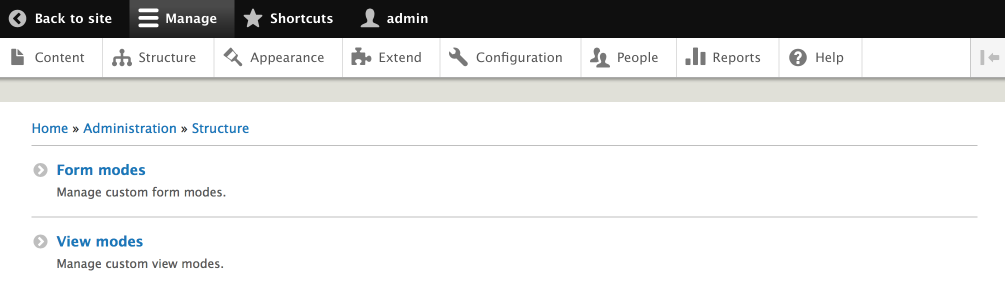 Back to site Manage Shortcuts admin
Content Structure Appearance Extend Configuration People Reports Help
Home » Administration » Structure
Form modes
Manage custom form modes.
View modes
Manage custom view modes.